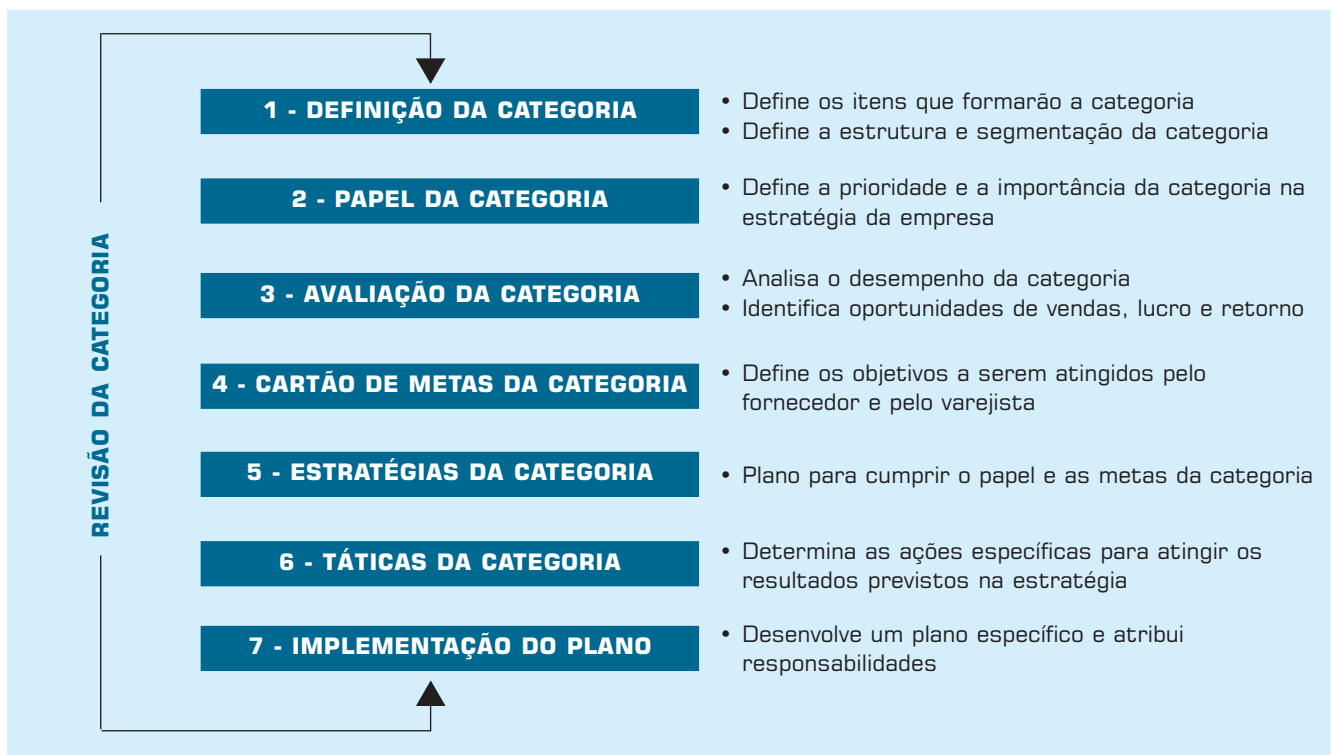 REVISÃO DA CATEGORIA
1 - DEFINIÇÃO DA CATEGORIA
• Define os itens que formarão a categoria
• Define a estrutura e segmentação da categoria
2 - PAPEL DA CATEGORIA
• Define a prioridade e a importância da categoria na
estratégia da empresa
3 - AVALIAÇÃO DA CATEGORIA
• Analisa o desempenho da categoria
• Identifica oportunidades de vendas, lucro e retorno
4 - CARTÃO DE METAS DA CATEGORIA
• Define os objetivos a serem atingidos pelo
fornecedor e pelo varejista
5 - ESTRATÉGIAS DA CATEGORIA
• Plano para cumprir o papel e as metas da categoria
6 - TÁTICAS DA CATEGORIA
• Determina as ações específicas para atingir os
resultados previstos na estratégia
7 - IMPLEMENTAÇÃO DO PLANO
• Desenvolve um plano específico e atribui
responsabilidades